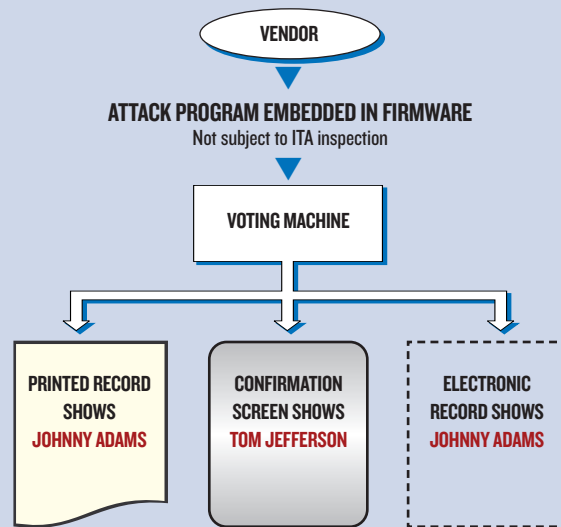 VENDOR
ATTACK PROGRAM EMBEDDED IN FIRMWARE
Not subject to ITA inspection
VOTING MACHINE
PRINTED RECORD
SHOWS
JOHNNY ADAMS
CONFIRMATION
SCREEN SHOWS
TOM JEFFERSON
ELECTRONIC
RECORD SHOWS
JOHNNY ADAMS